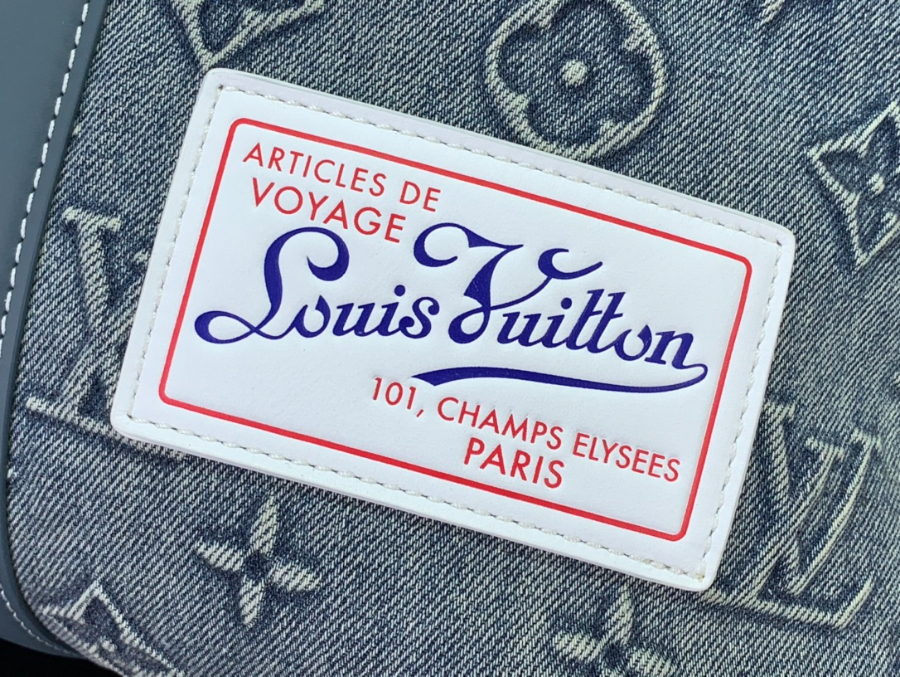 ARTICLES DE
VOYAGE
Louis Vuitton
101, CHAMPS ELYSEES
PARIS